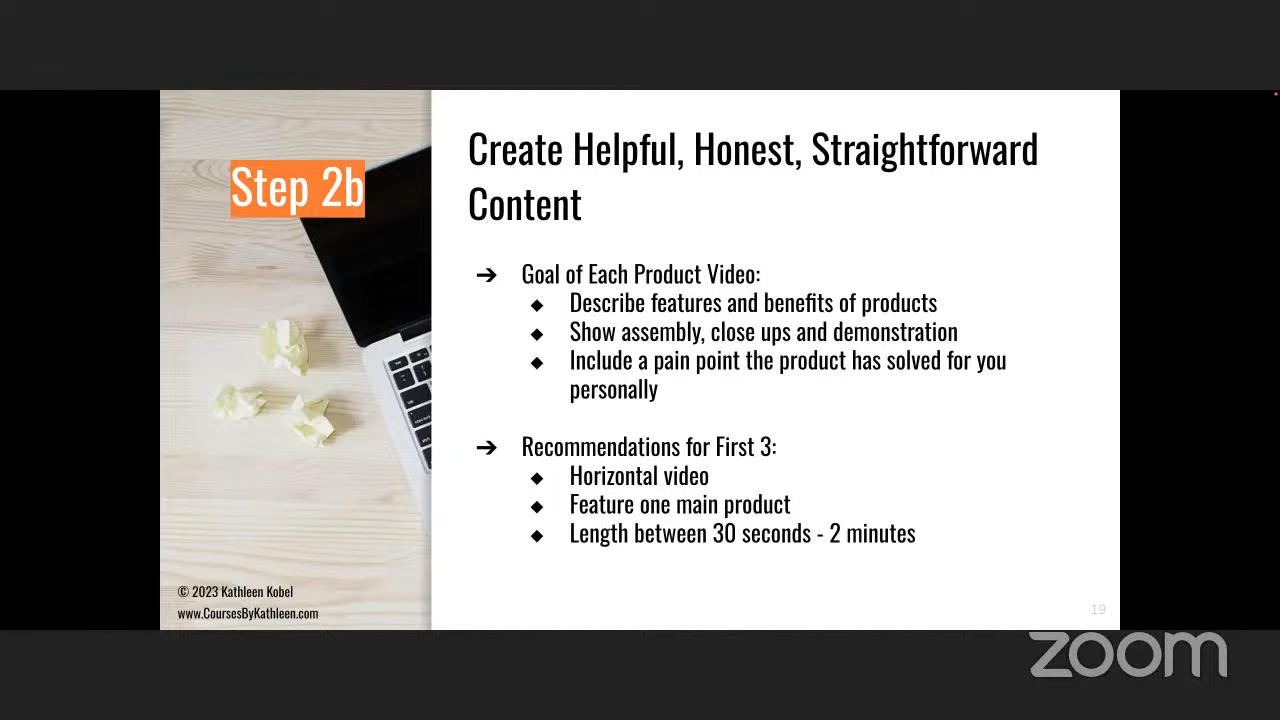 Step 2b
Create Helpful, Honest, Straightforward
Content
➔ Goal of Each Product Video:
◆ Describe features and benefits of products
◆ Show assembly, close ups and demonstration
◆ Include a pain point the product has solved for you
personally
➔ Recommendations for First 3:
◆ Horizontal video
◆ Feature one main product
◆ Length between 30 seconds - 2 minutes
© 2023 Kathleen Kobel
www.CoursesByKathleen.com
19
zoom